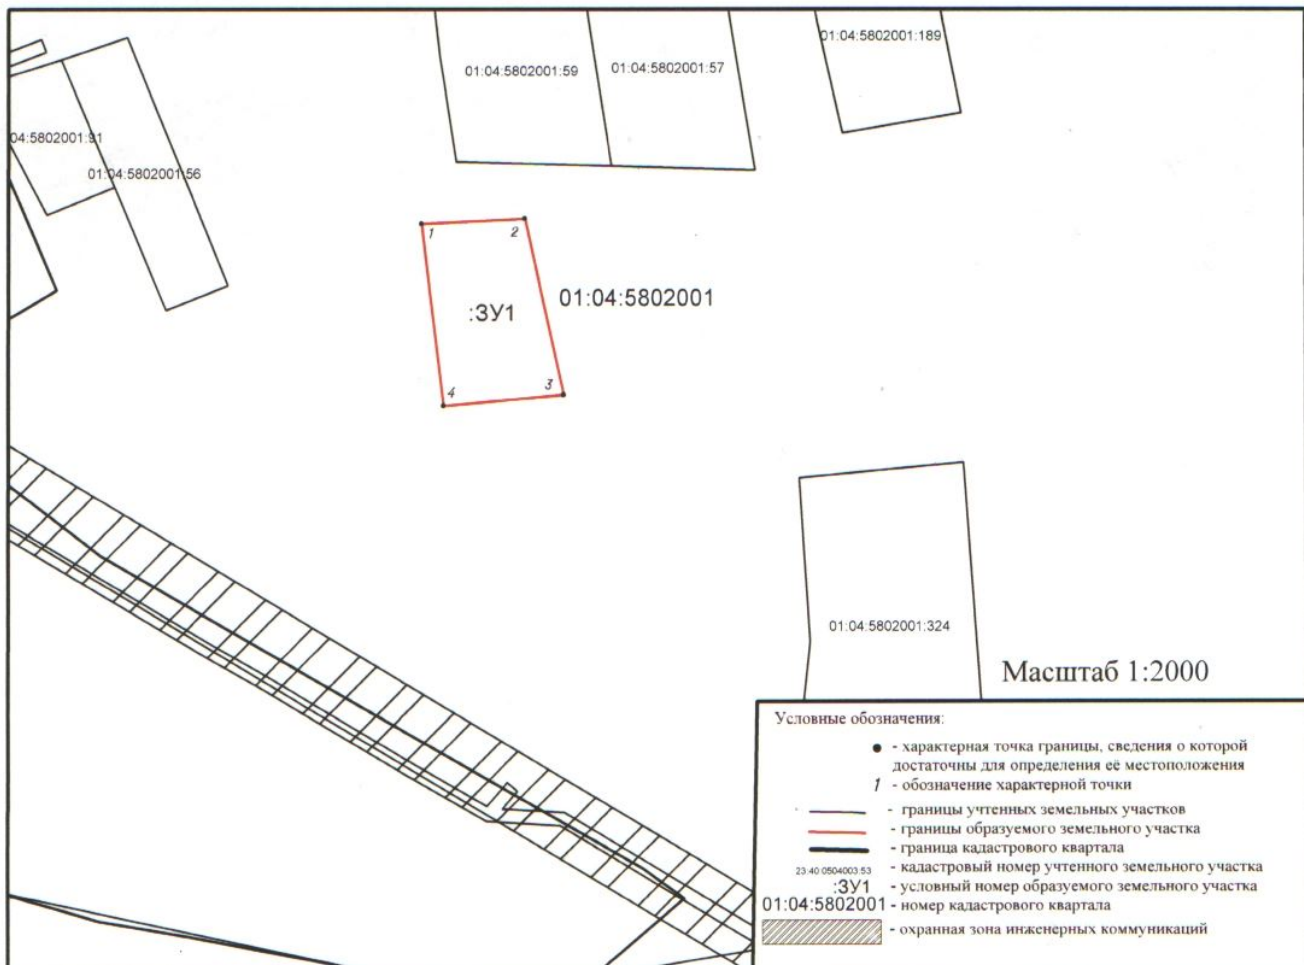 01:04:5802001:189
01:04:5802001:59
01:04:5802001:57
04:5802001:91
01:04:5802001:56
1
2
01:04:5802001
:ЗУ1
3
4
01:04:5802001:324
Масштаб 1:2000
Условные обозначения:
- характерная точка границы, сведения о которой
достаточны для определения её местоположения
1 - обозначение характерной точки
- границы учтенных земельных участков
- границы образуемого земельного участка
- граница кадастрового квартала
23:40:0504003:53 - кадастровый номер учтенного земельного участка
:ЗУ1 - условный номер образуемого земельного участка
01:04:5802001 - номер кадастрового квартала
- охранная зона инженерных коммуникаций